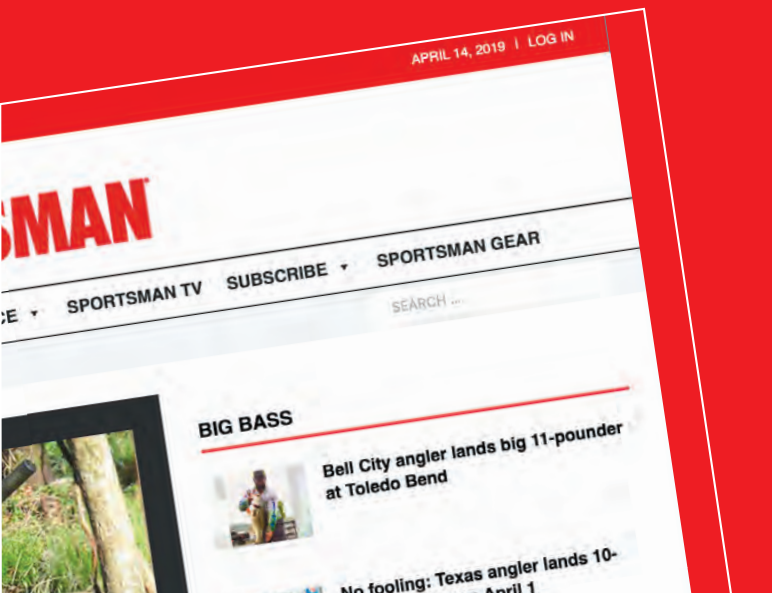 APRIL 14, 2019 | LOG IN
SMAN
CE ▾ SPORTSMAN TV SUBSCRIBE ▾ SPORTSMAN GEAR
SEARCH ...
BIG BASS
Bell City angler lands big 11-pounder
at Toledo Bend
No fooling: Texas angler lands 10-
April 1